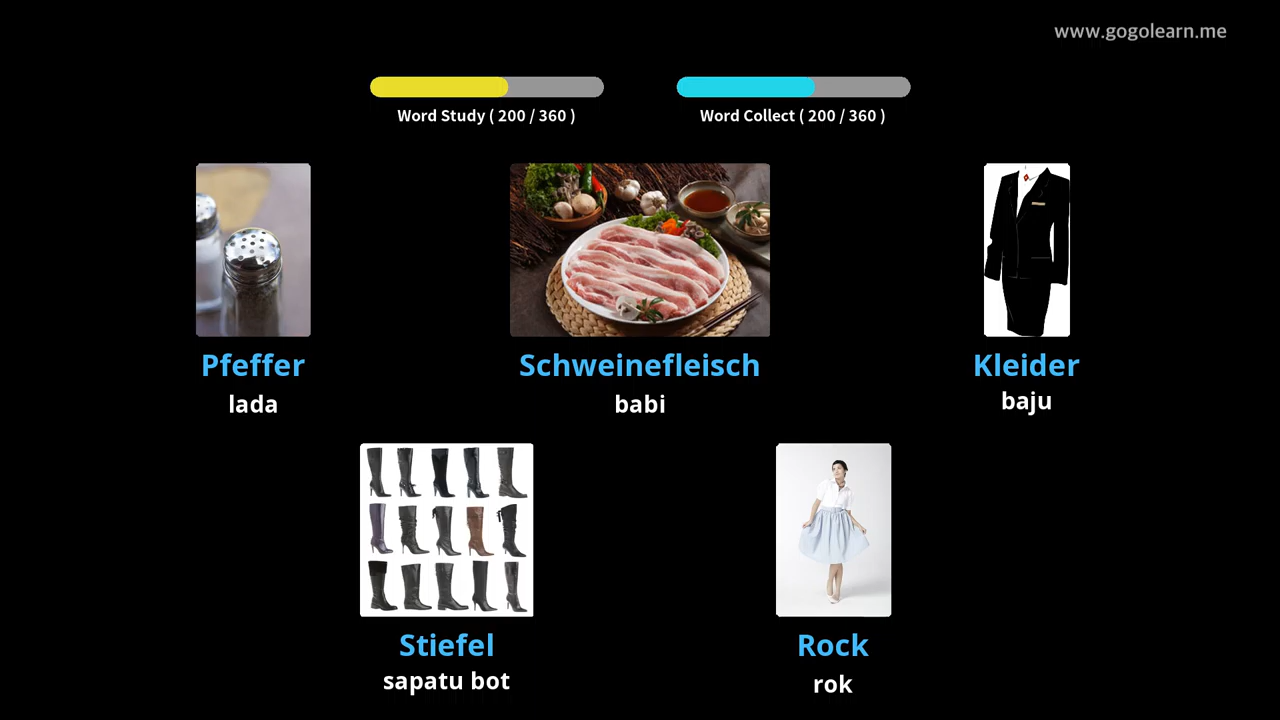 www.gogolearn.me
Word Study ( 200 / 360 )
Word Collect ( 200 / 360 )
Pfeffer
lada
Schweinefleisch
babi
Kleider
baju
Stiefel
sapatu bot
Rock
rok